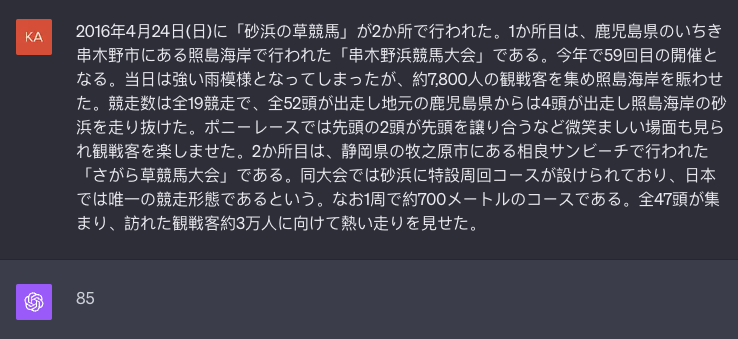 KA
2016年4月24日(日)に「砂浜の草競馬」が2か所で行われた。1か所目は、鹿児島県のいちき
串木野市にある照島海岸で行われた「串木野浜競馬大会」である。今年で59回目の開催と
なる。当日は強い雨模様となってしまったが、約7,800人の観戦客を集め照島海岸を賑わせ
た。競走数は全19競走で、全52頭が出走し地元の鹿児島県からは4頭が出走し照島海岸の砂
浜を走り抜けた。ポニーレースでは先頭の2頭が先頭を譲り合うなど微笑ましい場面も見ら
れ観戦客を楽しませた。2か所目は、静岡県の牧之原市にある相良サンビーチで行われた
「さがら草競馬大会」である。同大会では砂浜に特設周回コースが設けられており、日本
では唯一の競走形態であるという。なお1周で約700メートルのコースである。全47頭が集
まり、訪れた観戦客約3万人に向けて熱い走りを見せた。
85